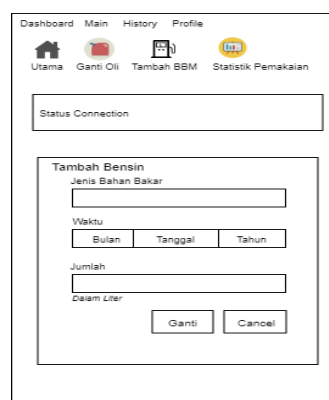 Dashboard Main History Profile
Utama Ganti Oli Tambah BBM Statistik Pemakaian
Status Connection
Tambah Bensin
Jenis Bahan Bakar
Waktu
Bulan Tanggal Tahun
Jumlah
Dalam Liter
Ganti Cancel